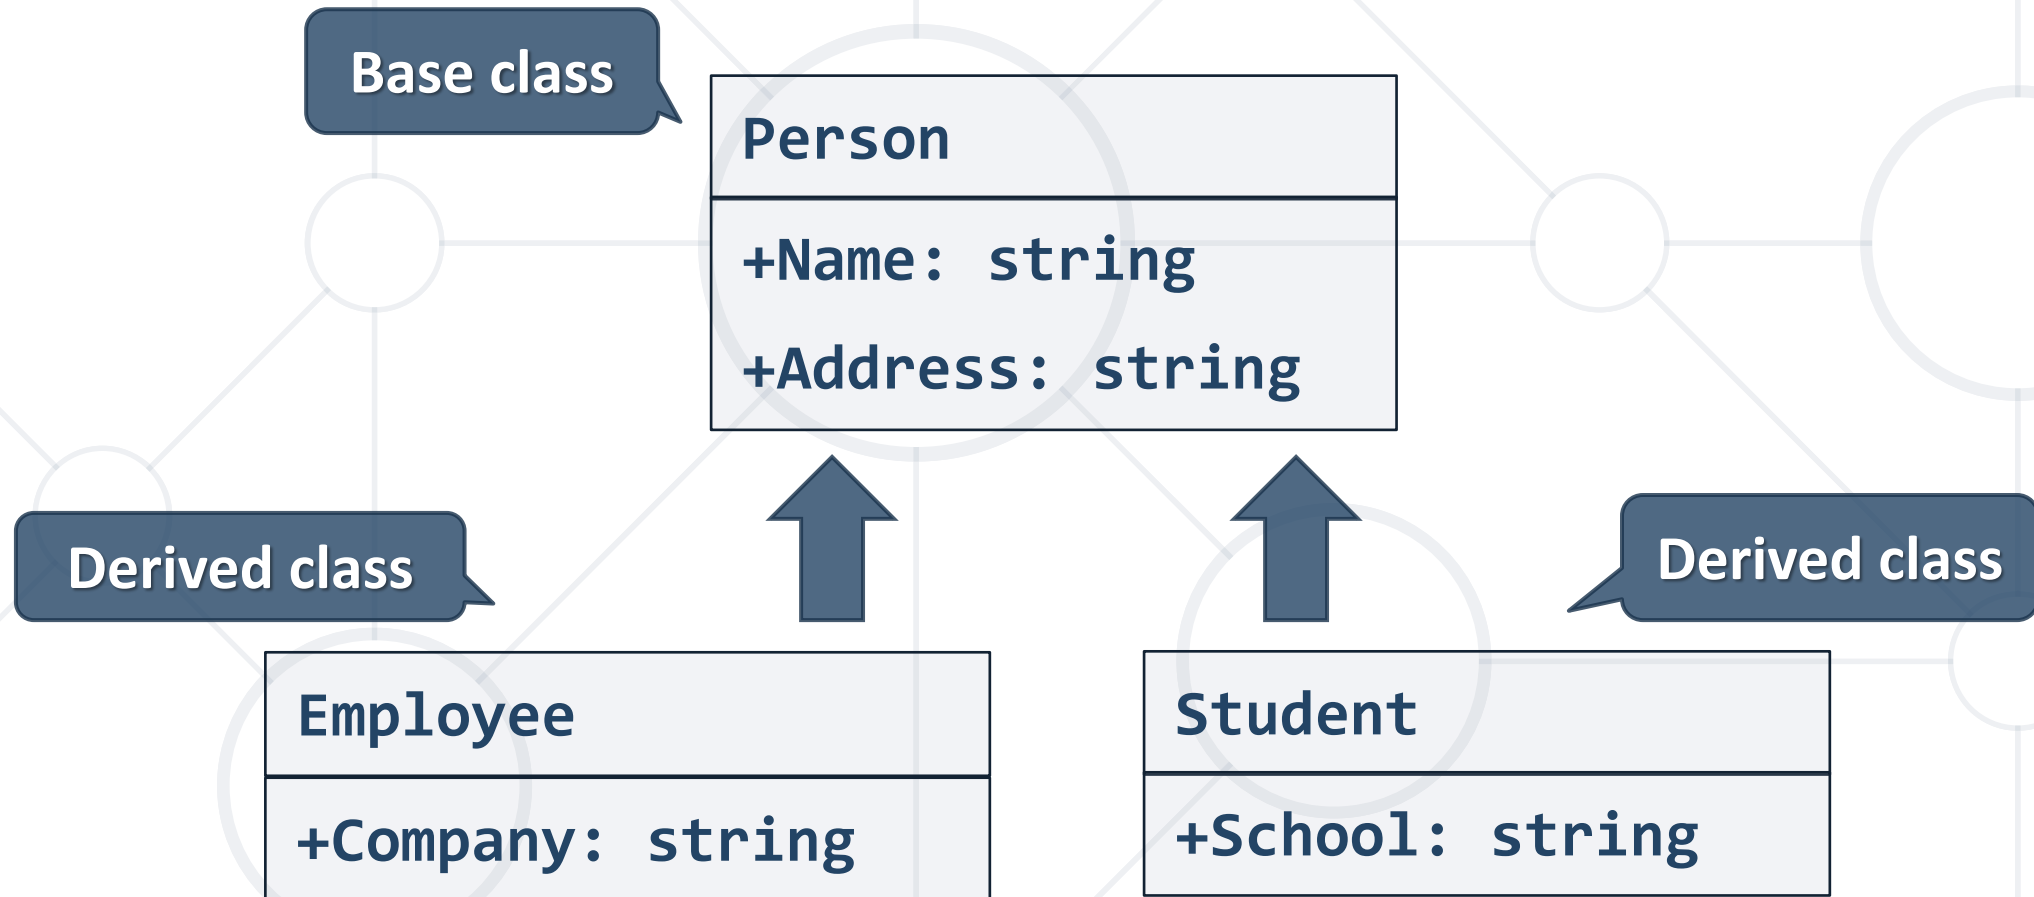 Base class
Person
+Name: string
+Address: string
Derived class
Derived class
Employee
+Company: string
Student
+School: string